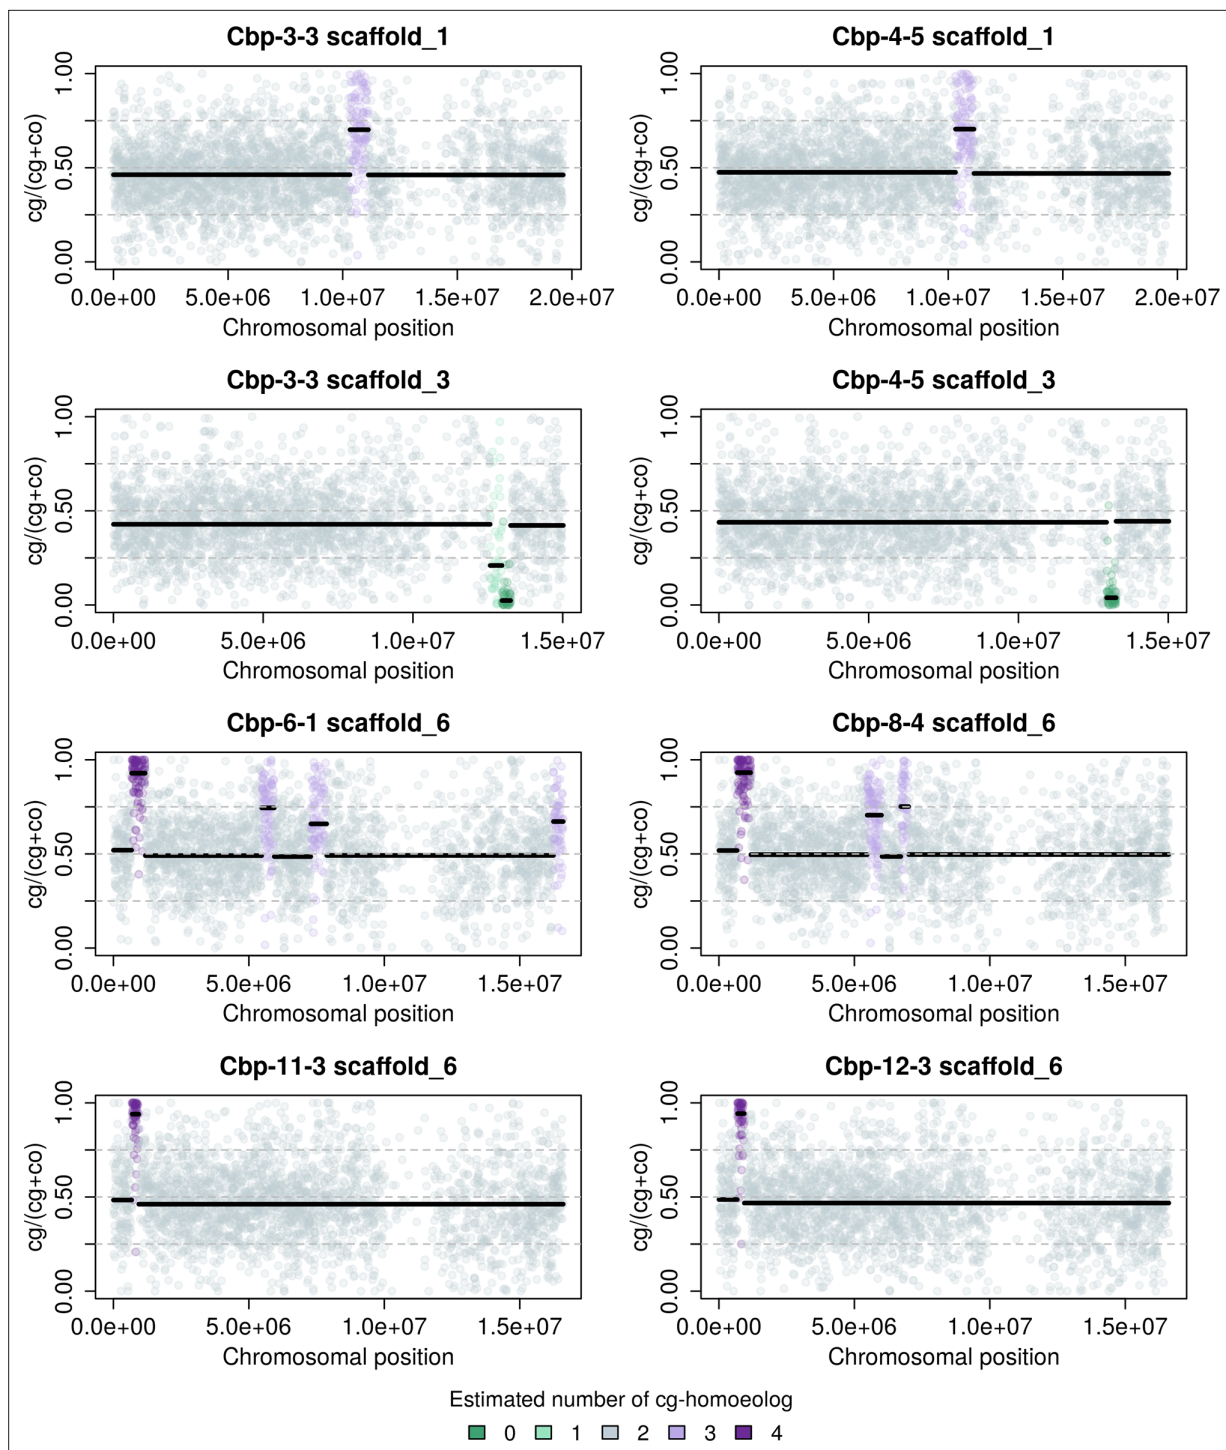 Cbp-3-3 scaffold_1
cg/(cg+co)
1.00
0.50
0.00
0.0e+00 5.0e+06 1.0e+07 1.5e+07 2.0e+07
Chromosomal position
Cbp-4-5 scaffold_1
cg/(cg+co)
1.00
0.50
0.00
0.0e+00 5.0e+06 1.0e+07 1.5e+07 2.0e+07
Chromosomal position
Cbp-3-3 scaffold_3
cg/(cg+co)
1.00
0.50
0.00
0.0e+00 5.0e+06 1.0e+07 1.5e+07
Chromosomal position
Cbp-4-5 scaffold_3
cg/(cg+co)
1.00
0.50
0.00
0.0e+00 5.0e+06 1.0e+07 1.5e+07
Chromosomal position
Cbp-6-1 scaffold_6
cg/(cg+co)
1.00
0.50
0.00
0.0e+00 5.0e+06 1.0e+07 1.5e+07
Chromosomal position
Cbp-8-4 scaffold_6
cg/(cg+co)
1.00
0.50
0.00
0.0e+00 5.0e+06 1.0e+07 1.5e+07
Chromosomal position
Cbp-11-3 scaffold_6
cg/(cg+co)
1.00
0.50
0.00
0.0e+00 5.0e+06 1.0e+07 1.5e+07
Chromosomal position
Cbp-12-3 scaffold_6
cg/(cg+co)
1.00
0.50
0.00
0.0e+00 5.0e+06 1.0e+07 1.5e+07
Chromosomal position
Estimated number of cg-homoeolog
0 1 2 3 4